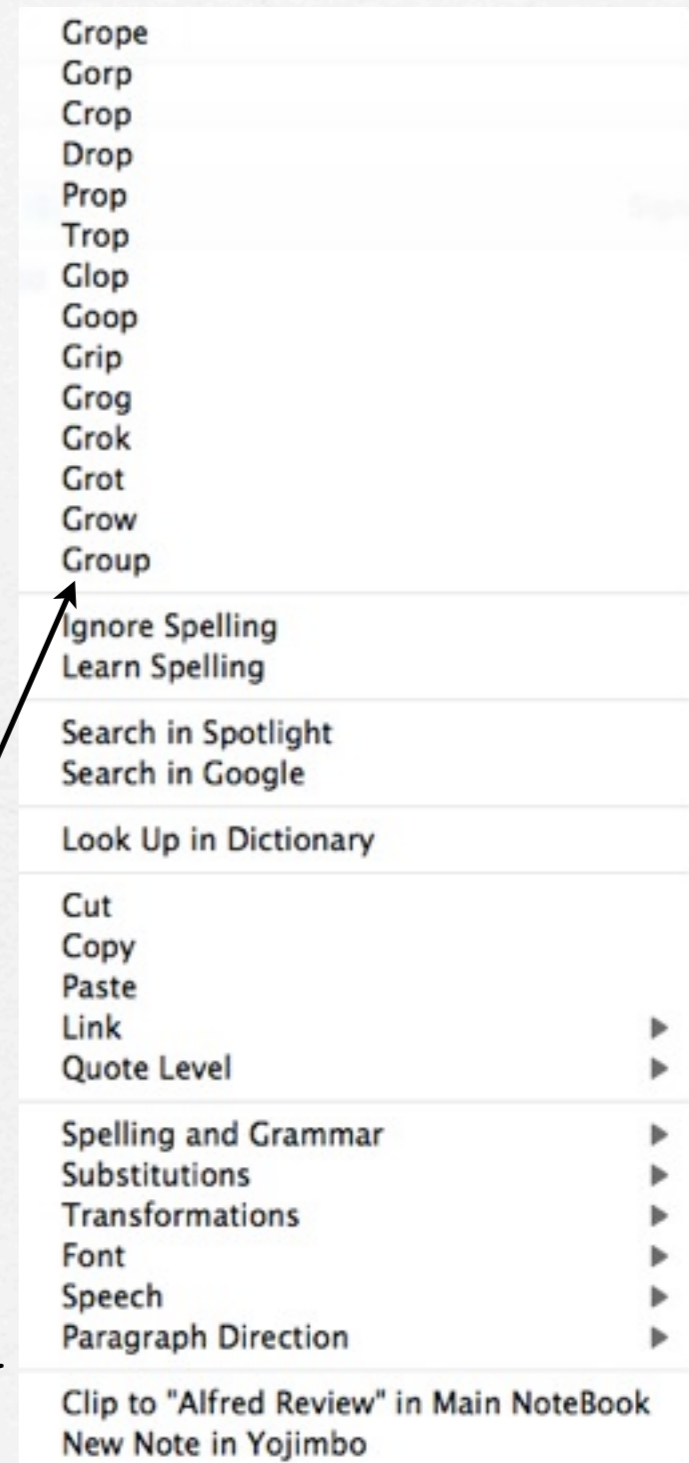 Grope
Gorp
Crop
Drop
Prop
Trop
Glop
Goop
Grip
Grog
Grok
Grot
Grow
Group
Ignore Spelling
Learn Spelling
Search in Spotlight
Search in Google
Look Up in Dictionary
Cut
Copy
Paste
Link
Quote Level
Spelling and Grammar
Substitutions
Transformations
Font
Speech
Paragraph Direction
Clip to "Alfred Review" in Main NoteBook
New Note in Yojimbo